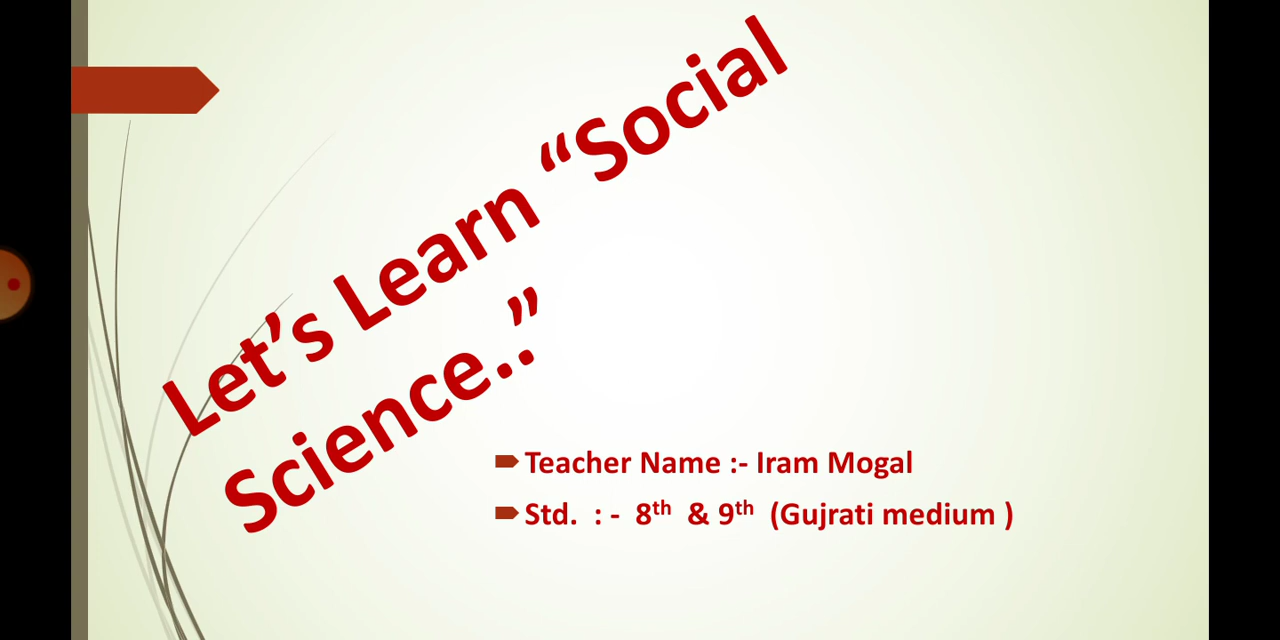 Let’s Learn “Social
Science..”
Teacher Name :- Iram Mogal
Std.  : -  8th  & 9th  (Gujrati medium )